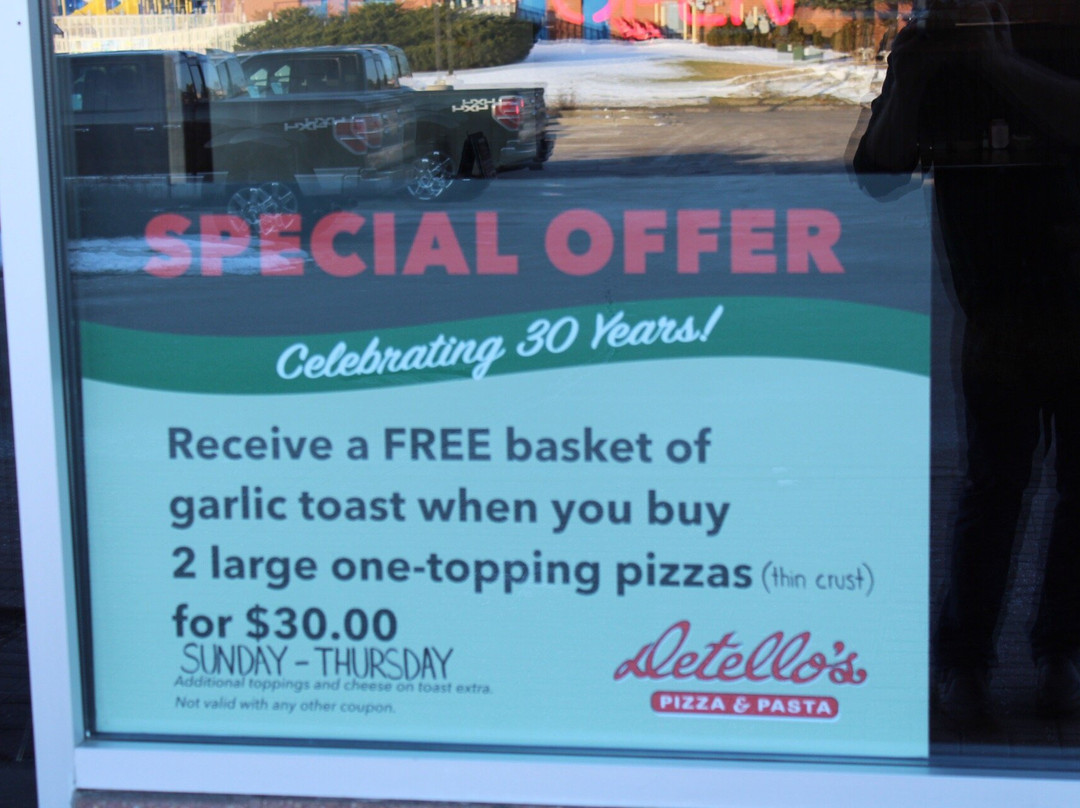 SPECIAL OFFER
Celebrating 30 Years!
Receive a FREE basket of
garlic toast when you buy
2 large one-topping pizzas (thin crust)
for $30.00
SUNDAY - THURSDAY
Additional toppings and cheese on toast extra.
Not valid with any other coupon.
Detello's
PIZZA & PASTA